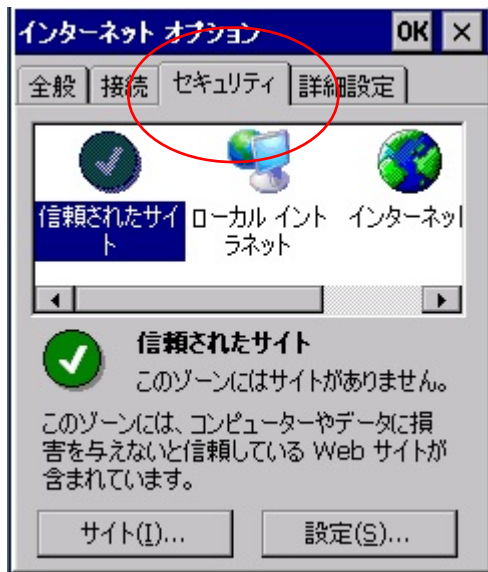 インターネット オプション OK ×
全般 接続 セキュリティ 詳細設定
信頼されたサイ ローカル イント インターネッ
ト ラネット
信頼されたサイト
このゾーンにはサイトがありません。
このゾーンには、コンピューターやデータに損
害を与えないと信頼している Web サイトが
含まれています。
サイト(I)... 設定(S)...